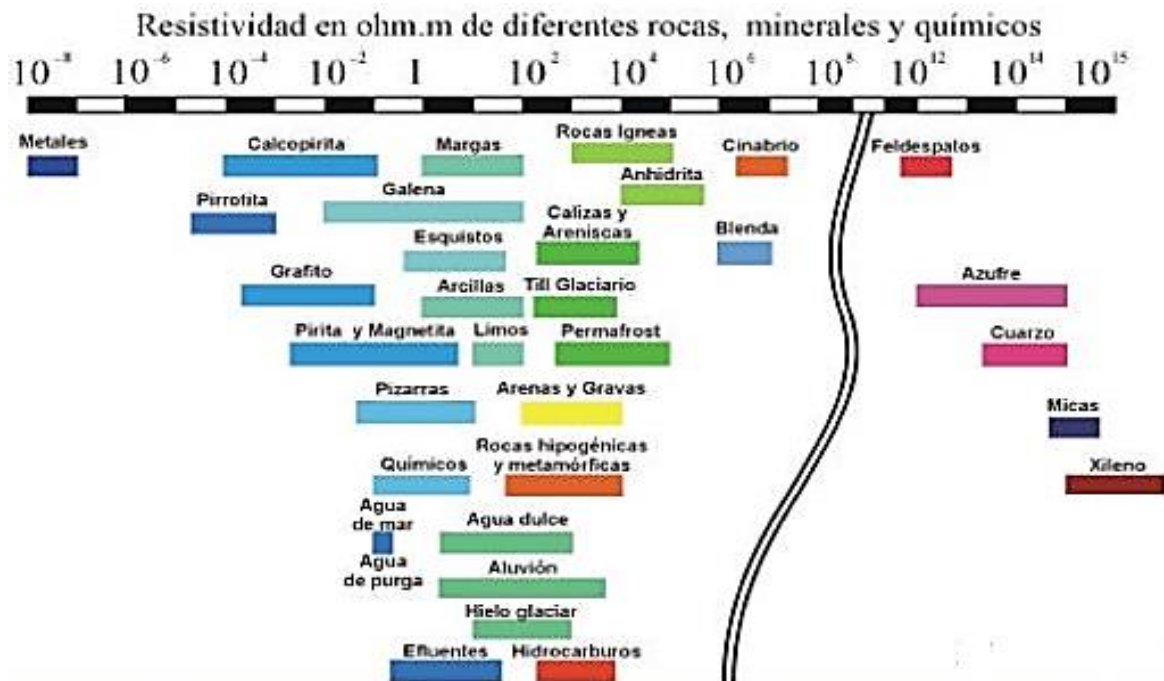 Resistividad en ohm.m de diferentes rocas, minerales y químicos
10⁻⁸ 10⁻⁶ 10⁻⁴ 10⁻² 1 10² 10⁴ 10⁶ 10⁸ 10¹² 10¹⁴ 10¹⁵
Metales Calcopirita Margas Rocas Igneas Cinabrio Feldespatos
Anhidrita
Pirrotita Galena Calizas y
Areniscas Blenda
Esquistos
Grafito Arcillas Till Glaciario Azufre
Pirita y Magnetita Limos Permafrost Cuarzo
Pizarras Arenas y Gravas Micas
Químicos Rocas hipogénicas
y metamórficas Xileno
Agua
de mar Agua dulce
Agua
de purga Aluvión
Hielo glaciar
Efluentes Hidrocarburos